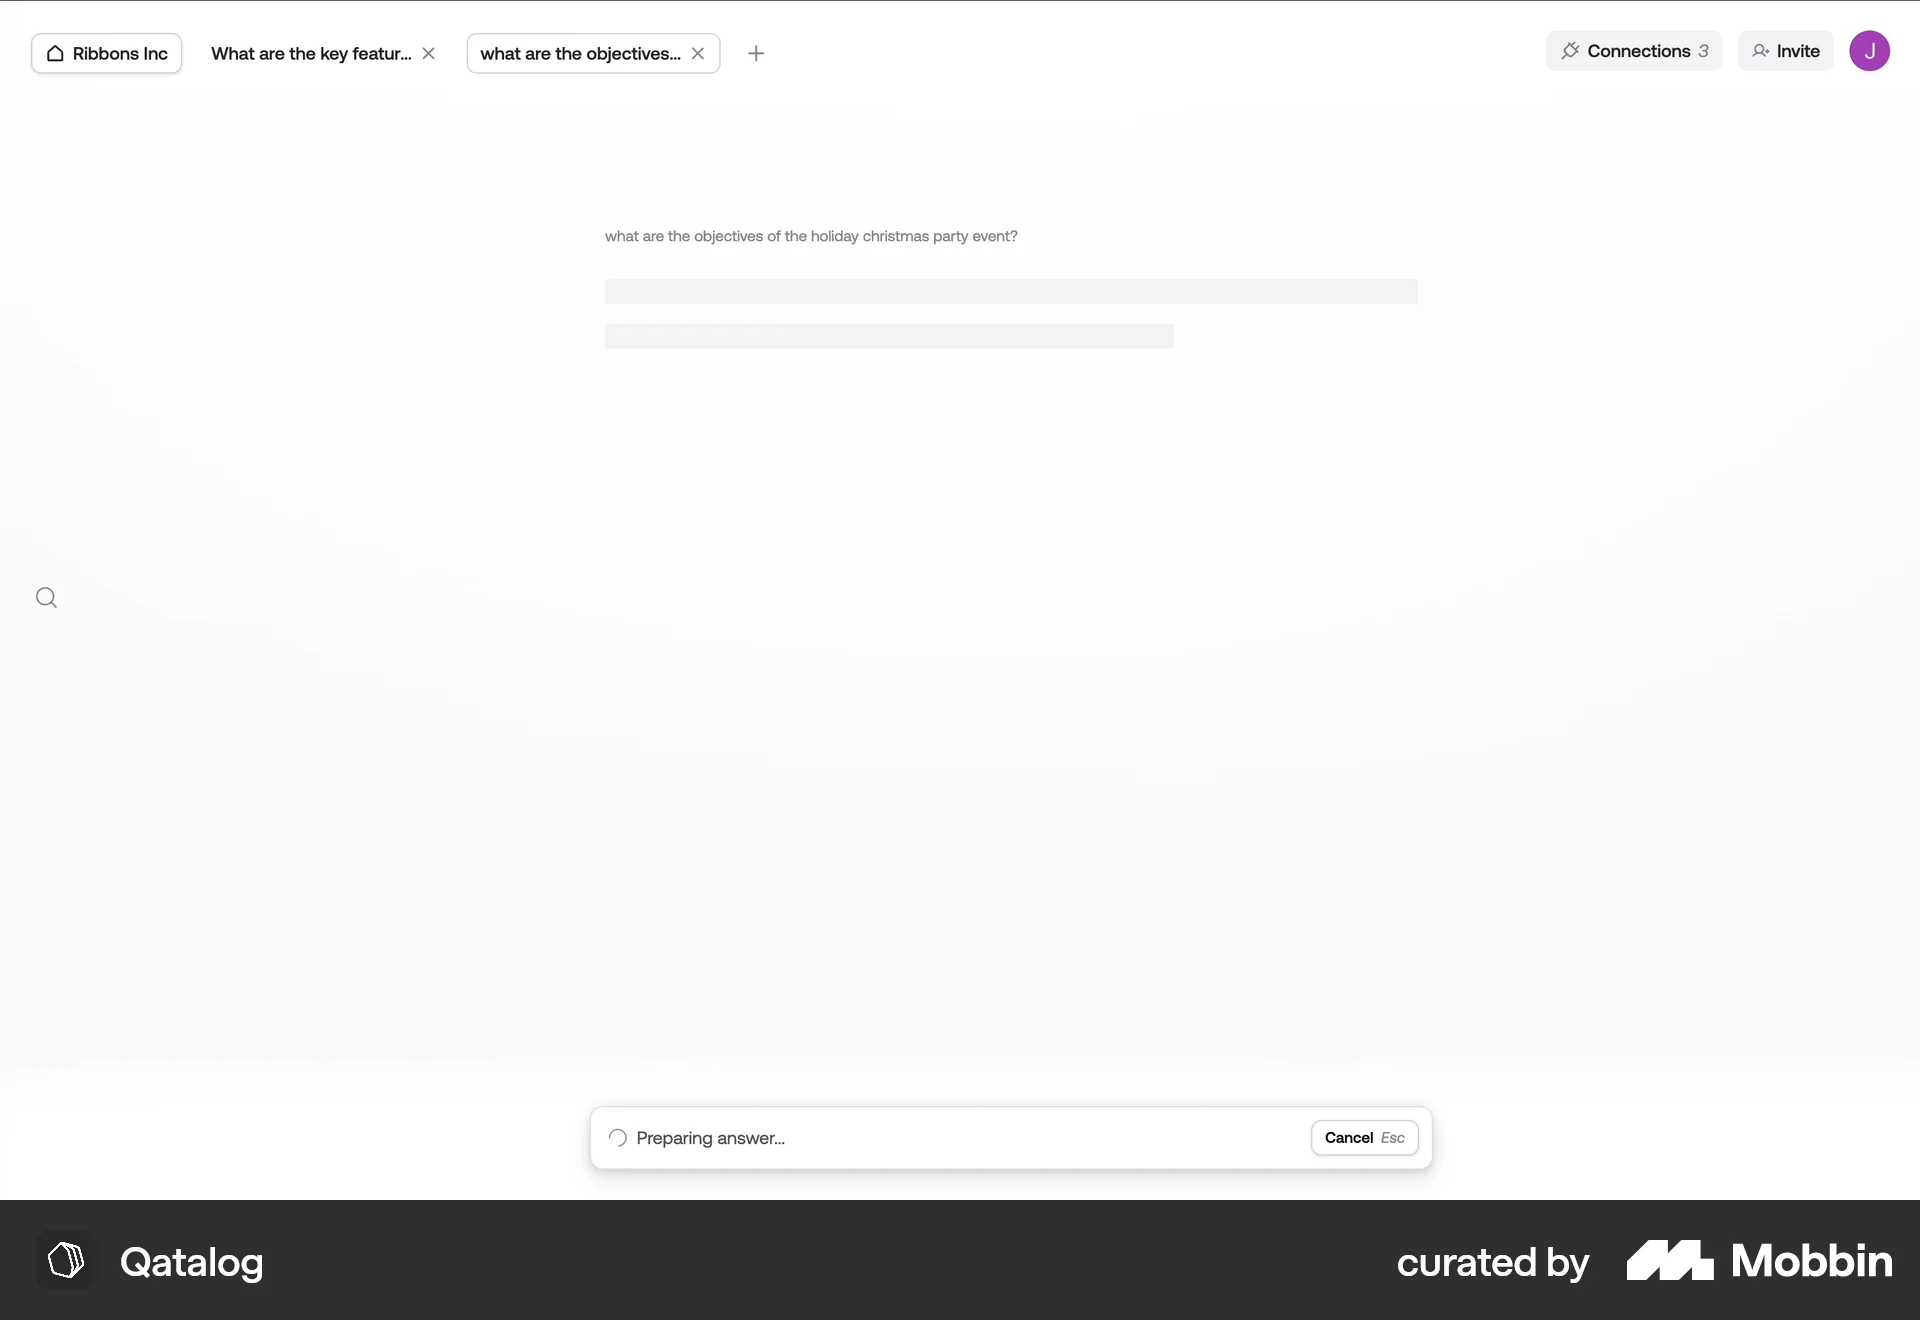 Ribbons Inc
What are the key featur...
what are the objectives...
Connections 3
Invite
J
what are the objectives of the holiday christmas party event?
Preparing answer...
Cancel Esc
Qatalog
curated by Mobbin